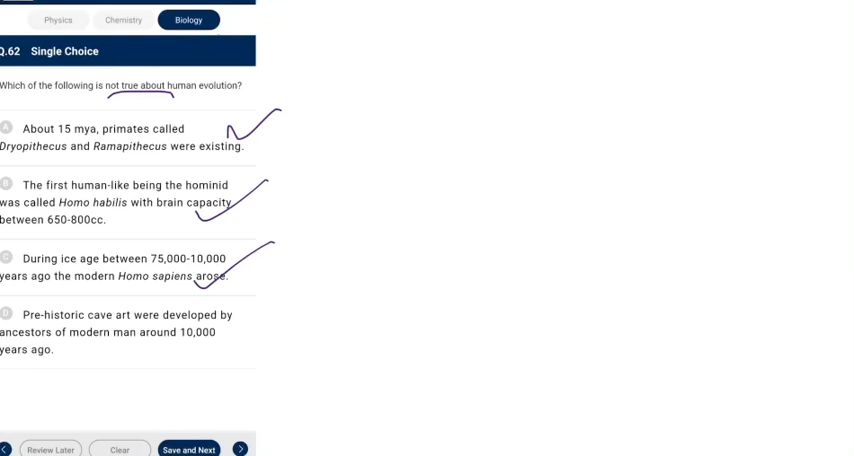 Physics Chemistry Biology
Q.62 Single Choice
Which of the following is not true about human evolution?
A About 15 mya, primates called
Dryopithecus and Ramapithecus were existing.
B The first human-like being the hominid
was called Homo habilis with brain capacity
between 650-800cc.
C During ice age between 75,000-10,000
years ago the modern Homo sapiens arose.
D Pre-historic cave art were developed by
ancestors of modern man around 10,000
years ago.
Review Later Clear Save and Next